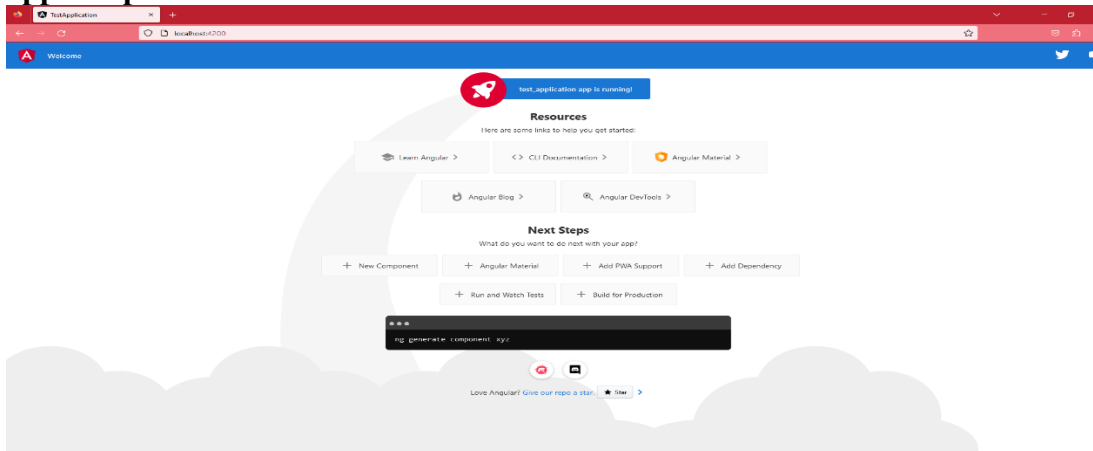 TestApplication
localhost:4200
Welcome
test_application app is running!
Resources
Here are some links to help you get started:
Learn Angular >
<> CLI Documentation >
Angular Material >
Angular Blog >
Angular DevTools >
Next Steps
What do you want to do next with your app?
+ New Component
+ Angular Material
+ Add PWA Support
+ Add Dependency
+ Run and Watch Tests
+ Build for Production
ng generate component xyz
Love Angular? Give our repo a star. ★ Star >